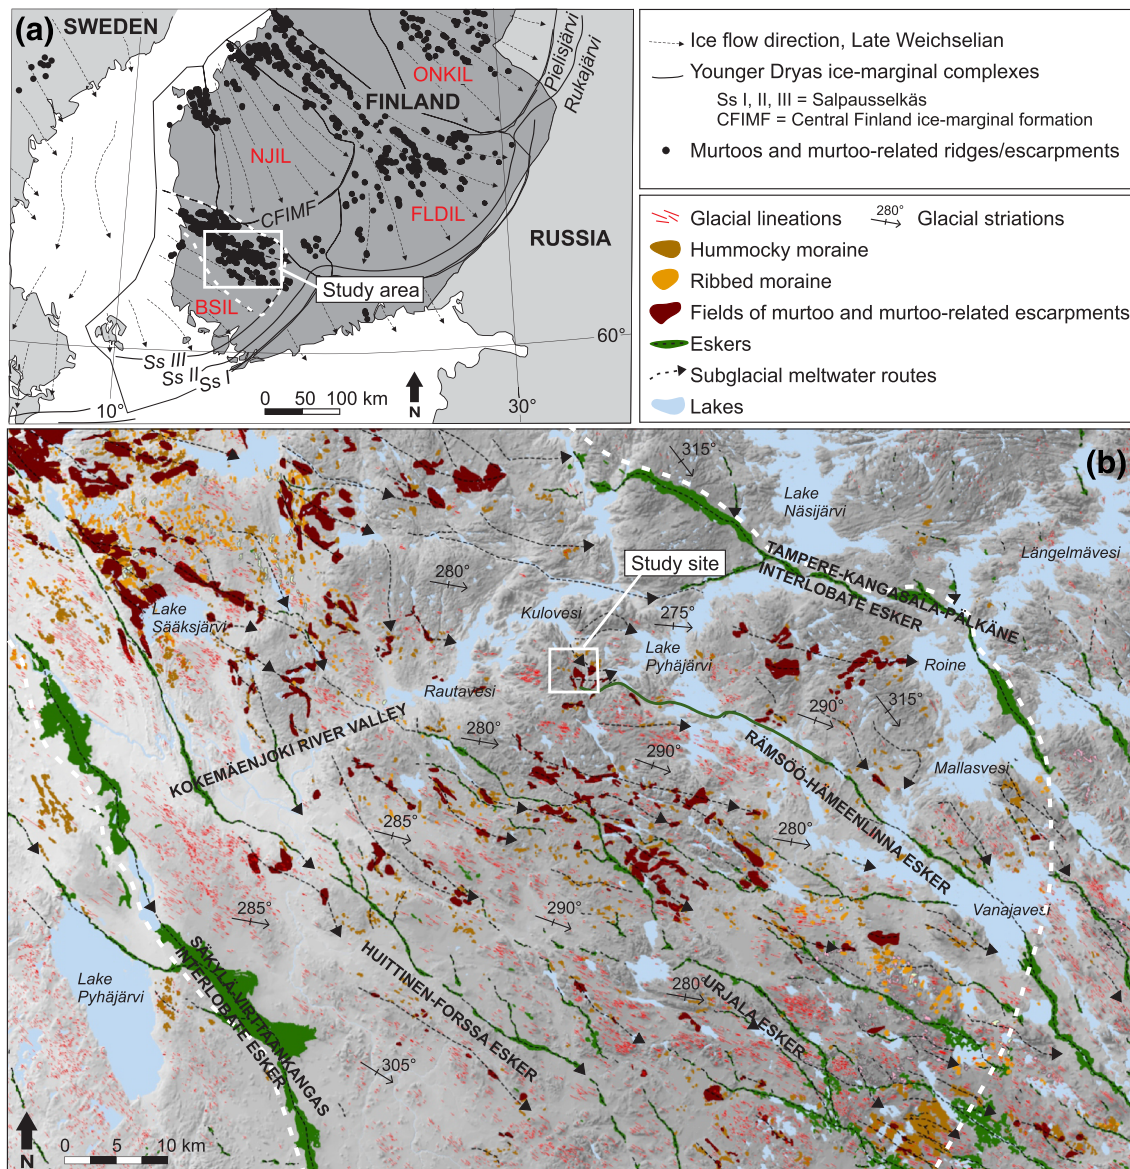 (a)
SWEDEN
FINLAND
ONKIL
Pielisjärvi
Rukajärvi
NJIL
CFIMF
FLDIL
RUSSIA
Study area
BSIL
Ss III
Ss II
Ss I
60°
10°
30°
0 50 100 km
N
Ice flow direction, Late Weichselian
Younger Dryas ice-marginal complexes
Ss I, II, III = Salpausselkäs
CFIMF = Central Finland ice-marginal formation
Murtoos and murtoo-related ridges/escarpments
Glacial lineations
280°
Glacial striations
Hummocky moraine
Ribbed moraine
Fields of murtoo and murtoo-related escarpments
Eskers
Subglacial meltwater routes
Lakes
(b)
315°
Lake
Näsijärvi
Längelmävesi
TAMPERE-KANGASALA-PÄLKÄNE
INTERLOBATE ESKER
Study site
280°
Lake
Sääksjärvi
Kulovesi
275°
Lake
Pyhäjärvi
Roine
Rautavesi
290°
315°
KOKEMÄENJOKI RIVER VALLEY
280°
290°
RÄMSÖÖ-HÄMEENLINNA ESKER
Mallasvesi
285°
280°
285°
290°
Vanajavesi
Lake
Pyhäjärvi
SÄKYLÄ-VIRTTAANKANGAS
INTERLOBATE ESKER
HUITTINEN-FORSSA ESKER
280°
URJALA ESKER
305°
0 5 10 km
N